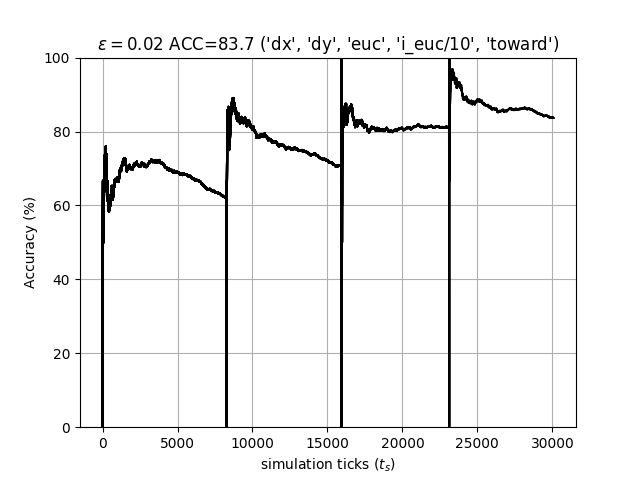 ε = 0.02 ACC=83.7 ('dx', 'dy', 'euc', 'i_euc/10', 'toward')
100
80
60
40
20
0
Accuracy (%)
0 5000 10000 15000 20000 25000 30000
simulation ticks (tₛ)